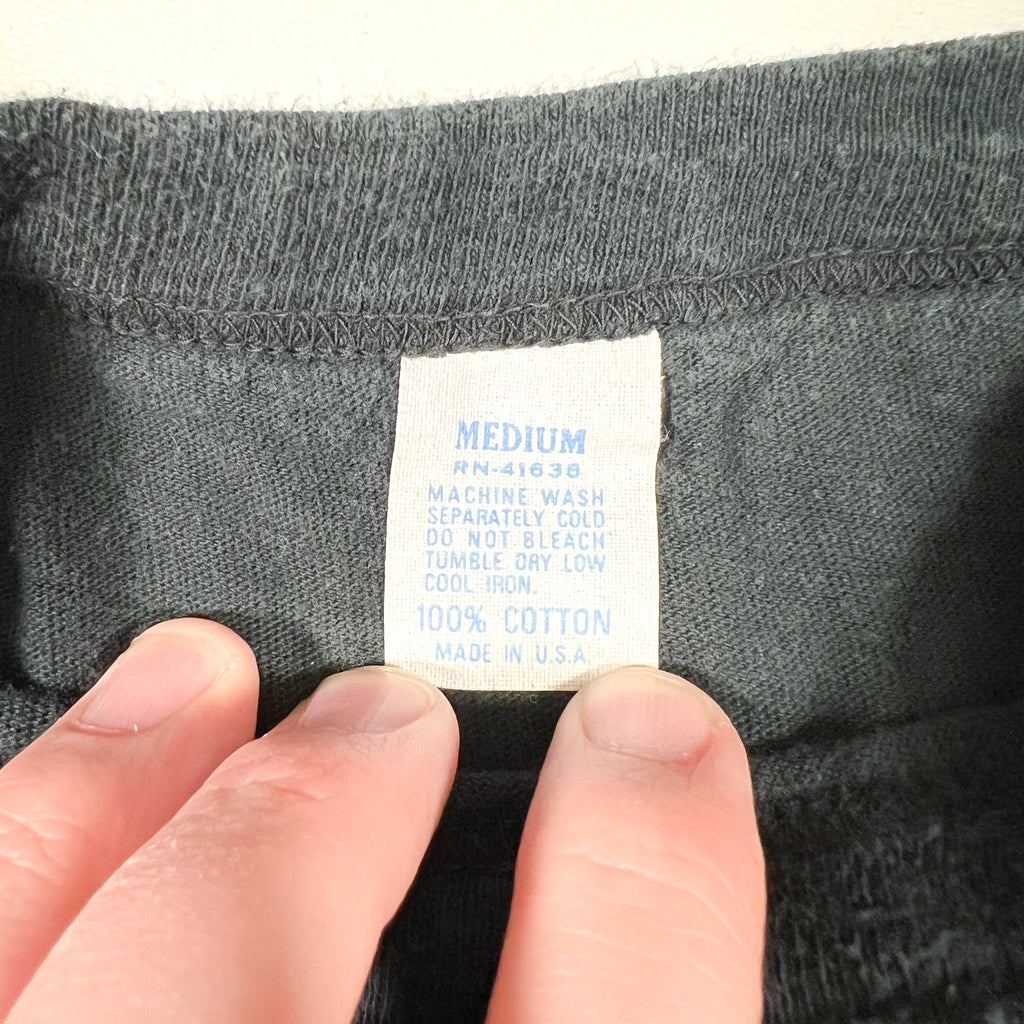 MEDIUM
RN-41638
MACHINE WASH
SEPARATELY COLD
DO NOT BLEACH
TUMBLE DRY LOW
COOL IRON.
100% COTTON
MADE IN U.S.A.